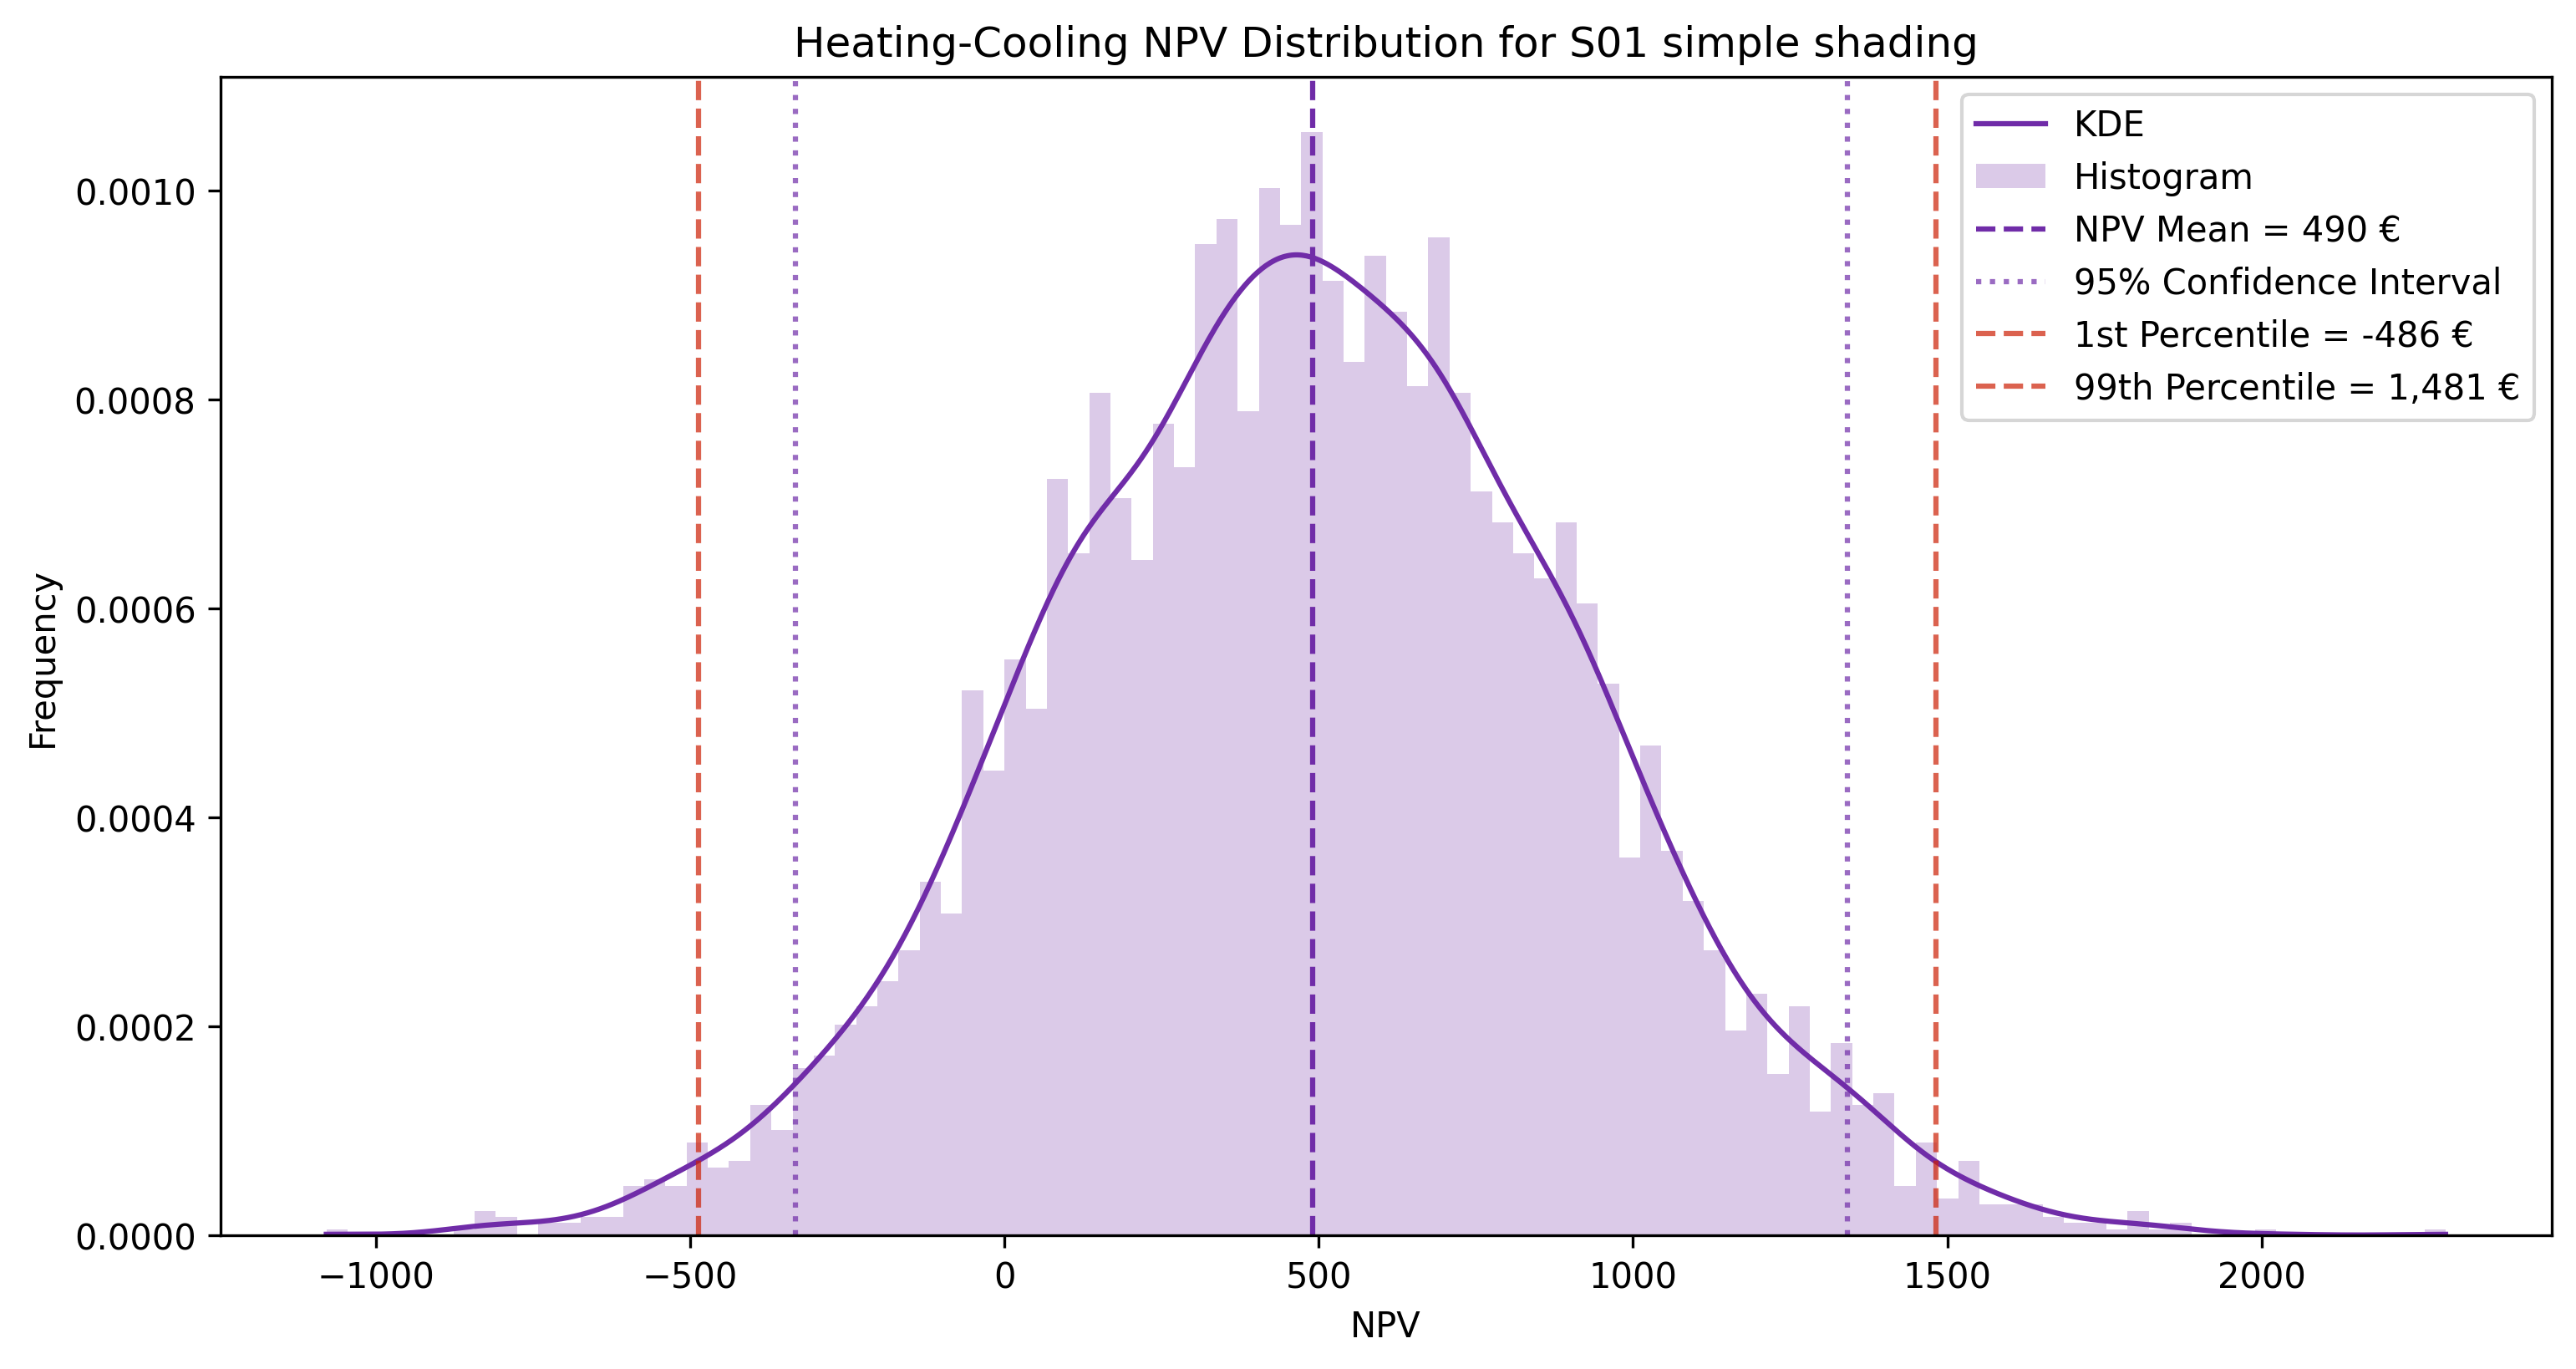 Heating-Cooling NPV Distribution for S01 simple shading
KDE
Histogram
NPV Mean = 490 €
95% Confidence Interval
1st Percentile = -486 €
99th Percentile = 1,481 €
Frequency
0.0010
0.0008
0.0006
0.0004
0.0002
0.0000
−1000
−500
0
500
1000
1500
2000
NPV